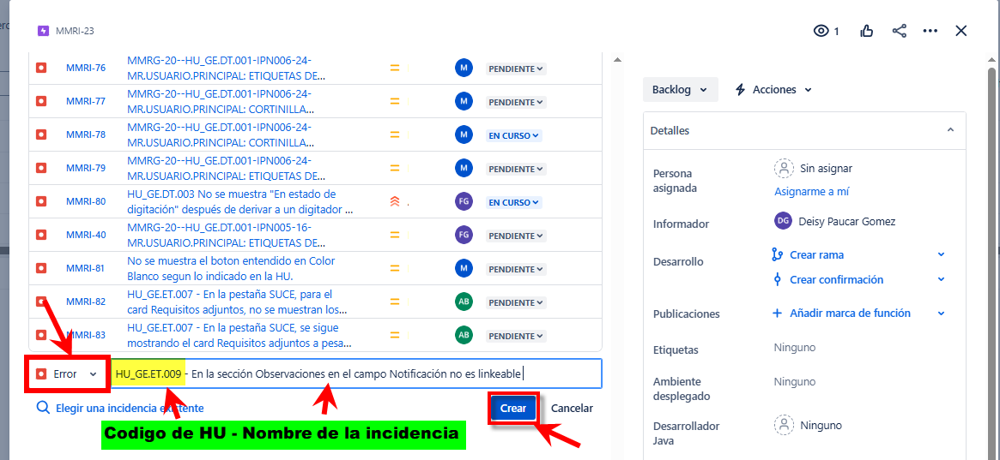 MMRI-23
1
MMRI-76
MMRG-20--HU_GE.DT.001-IPN006-24-
MR.USUARIO.PRINCIPAL: ETIQUETAS DE...
M
PENDIENTE
MMRI-77
MMRG-20--HU_GE.DT.001-IPN006-24-
MR.USUARIO.PRINCIPAL: CORTINILLA...
M
PENDIENTE
MMRI-78
MMRG-20--HU_GE.DT.001-IPN006-24-
MR.USUARIO.PRINCIPAL: CORTINILLA...
M
EN CURSO
MMRI-79
MMRG-20--HU_GE.DT.001-IPN006-24-
MR.USUARIO.PRINCIPAL: ETIQUETAS DE...
M
PENDIENTE
MMRI-80
HU_GE.DT.003 No se muestra "En estado de
digitación" después de derivar a un digitador ...
.
FG
EN CURSO
MMRI-40
MMRG-20--HU_GE.DT.001-IPN005-16-
MR.USUARIO.PRINCIPAL: ETIQUETAS DE...
FG
PENDIENTE
MMRI-81
No se muestra el boton entendido en Color
Blanco segun lo indicado en la HU.
M
PENDIENTE
MMRI-82
HU_GE.ET.007 - En la pestaña SUCE, para el
card Requisitos adjuntos, no se muestran los...
AB
PENDIENTE
MMRI-83
HU_GE.ET.007 - En la pestaña SUCE, se sigue
mostrando el card Requisitos adjuntos a pesa...
AB
PENDIENTE
Error
HU_GE.ET.009 - En la sección Observaciones en el campo Notificación no es linkeable
Elegir una incidencia existente
Crear
Cancelar
Codigo de HU - Nombre de la incidencia
Backlog
Acciones
Detalles
Persona
asignada
Sin asignar
Asignarme a mí
Informador
DG
Deisy Paucar Gomez
Desarrollo
Crear rama
Crear confirmación
Publicaciones
Añadir marca de función
Etiquetas
Ninguno
Ambiente
desplegado
Ninguno
Desarrollador
Java
Ninguno